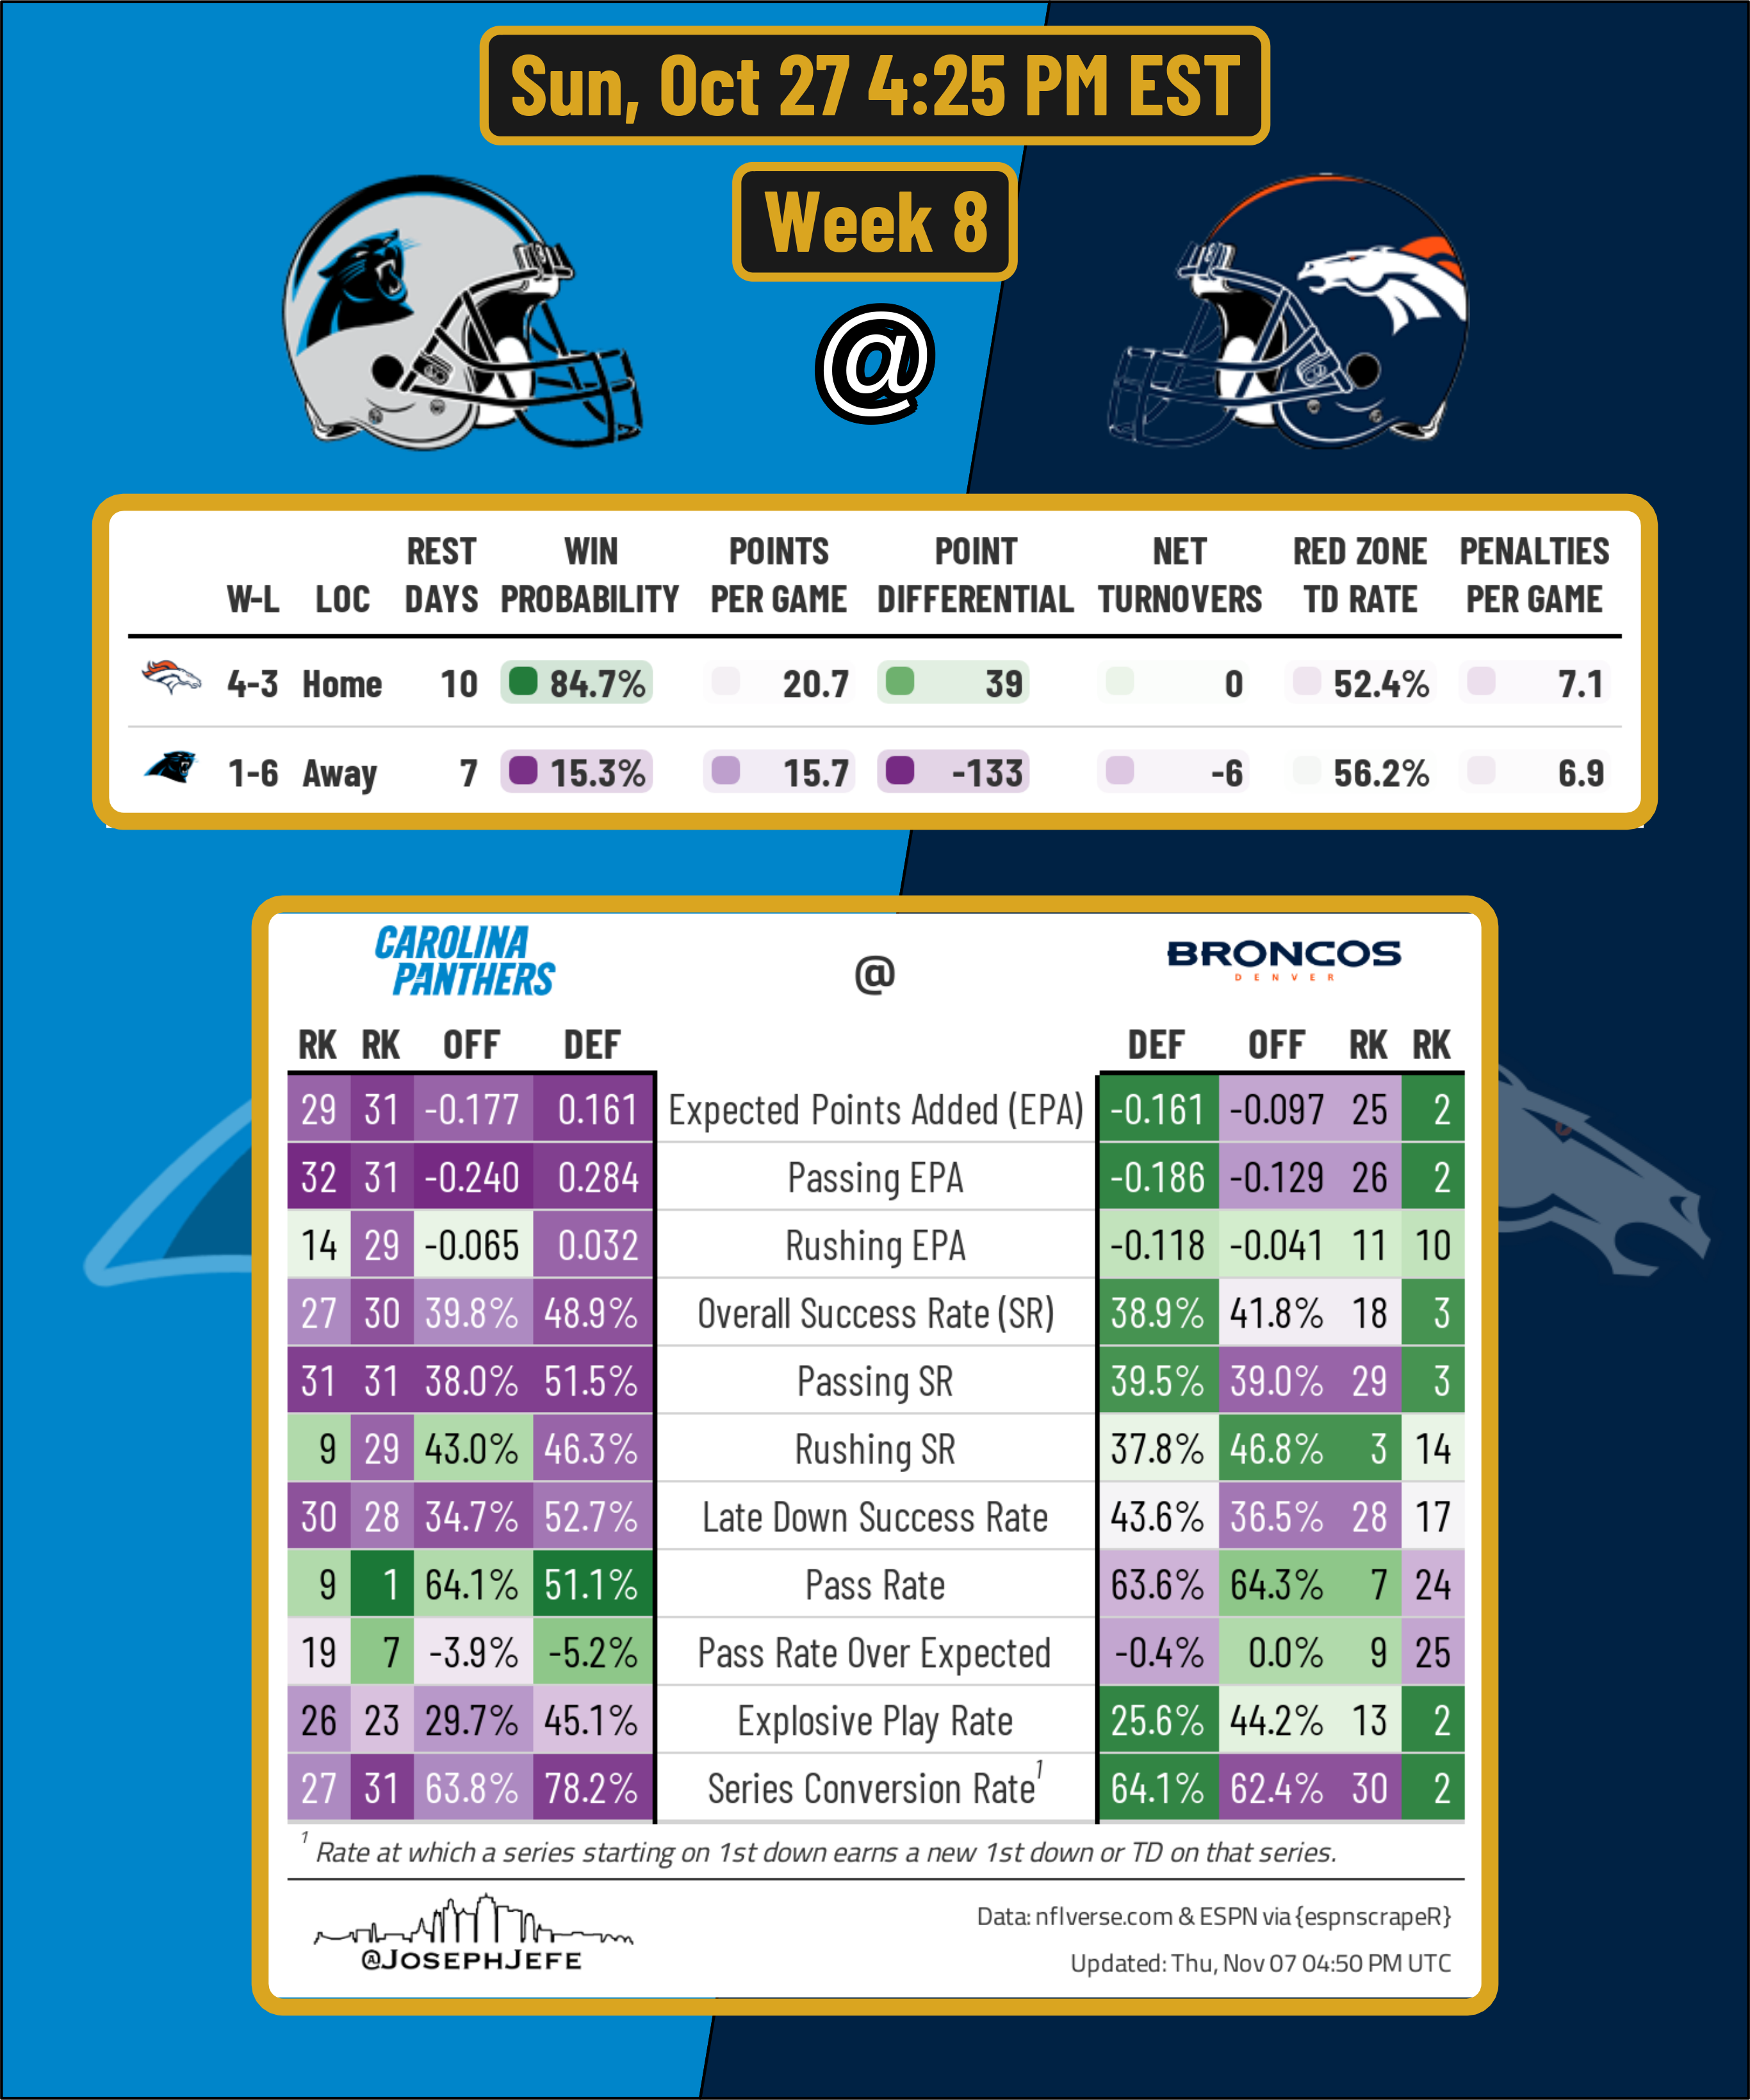 Sun, Oct 27 4:25 PM EST
Week 8
@
REST WIN POINTS POINT NET RED ZONE PENALTIES
W-L LOC DAYS PROBABILITY PER GAME DIFFERENTIAL TURNOVERS TD RATE PER GAME
4-3 Home 10 84.7% 20.7 39 0 52.4% 7.1
1-6 Away 7 15.3% 15.7 -133 -6 56.2% 6.9
CAROLINA
PANTHERS
@
BRONCOS
DENVER
RK RK OFF DEF DEF OFF RK RK
29 31 -0.177 0.161 Expected Points Added (EPA) -0.161 -0.097 25 2
32 31 -0.240 0.284 Passing EPA -0.186 -0.129 26 2
14 29 -0.065 0.032 Rushing EPA -0.118 -0.041 11 10
27 30 39.8% 48.9% Overall Success Rate (SR) 38.9% 41.8% 18 3
31 31 38.0% 51.5% Passing SR 39.5% 39.0% 29 3
9 29 43.0% 46.3% Rushing SR 37.8% 46.8% 3 14
30 28 34.7% 52.7% Late Down Success Rate 43.6% 36.5% 28 17
9 1 64.1% 51.1% Pass Rate 63.6% 64.3% 7 24
19 7 -3.9% -5.2% Pass Rate Over Expected -0.4% 0.0% 9 25
26 23 29.7% 45.1% Explosive Play Rate 25.6% 44.2% 13 2
27 31 63.8% 78.2% Series Conversion Rate1 64.1% 62.4% 30 2
1 Rate at which a series starting on 1st down earns a new 1st down or TD on that series.
@JOSEPHJEFE
Data: nflverse.com & ESPN via {espnscrapeR}
Updated: Thu, Nov 07 04:50 PM UTC